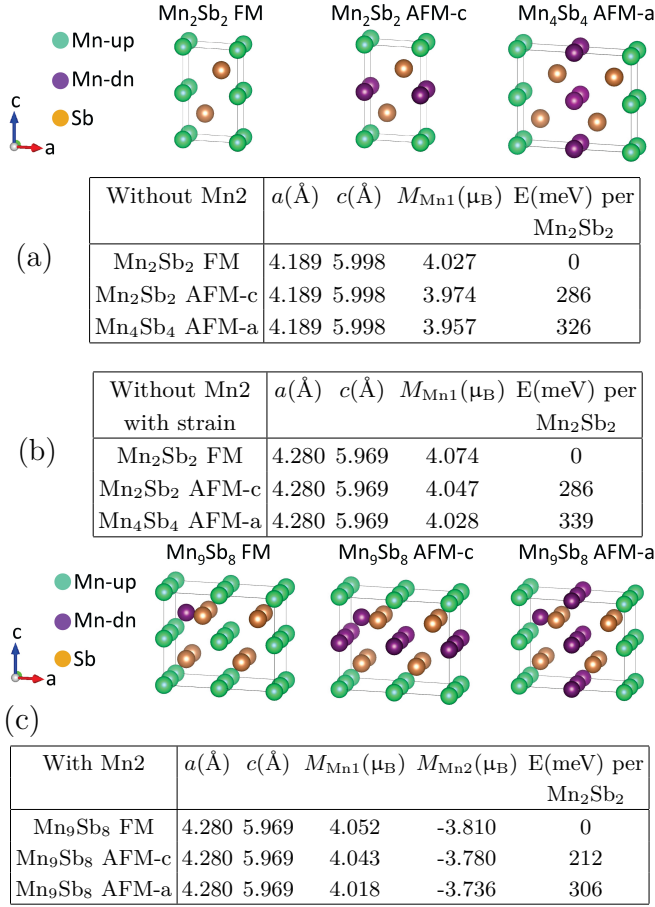 Mn₂Sb₂ FM Mn₂Sb₂ AFM-c Mn₄Sb₄ AFM-a
Mn-up
Mn-dn
Sb
c
a
(a)
Without Mn2 a(Å) c(Å) M_Mn1(μ_B) E(meV) per
Mn₂Sb₂
Mn₂Sb₂ FM 4.189 5.998 4.027 0
Mn₂Sb₂ AFM-c 4.189 5.998 3.974 286
Mn₄Sb₄ AFM-a 4.189 5.998 3.957 326
(b)
Without Mn2 a(Å) c(Å) M_Mn1(μ_B) E(meV) per
with strain Mn₂Sb₂
Mn₂Sb₂ FM 4.280 5.969 4.074 0
Mn₂Sb₂ AFM-c 4.280 5.969 4.047 286
Mn₄Sb₄ AFM-a 4.280 5.969 4.028 339
Mn₉Sb₈ FM Mn₉Sb₈ AFM-c Mn₉Sb₈ AFM-a
Mn-up
Mn-dn
Sb
c
a
(c)
With Mn2 a(Å) c(Å) M_Mn1(μ_B) M_Mn2(μ_B) E(meV) per
Mn₂Sb₂
Mn₉Sb₈ FM 4.280 5.969 4.052 -3.810 0
Mn₉Sb₈ AFM-c 4.280 5.969 4.043 -3.780 212
Mn₉Sb₈ AFM-a 4.280 5.969 4.018 -3.736 306